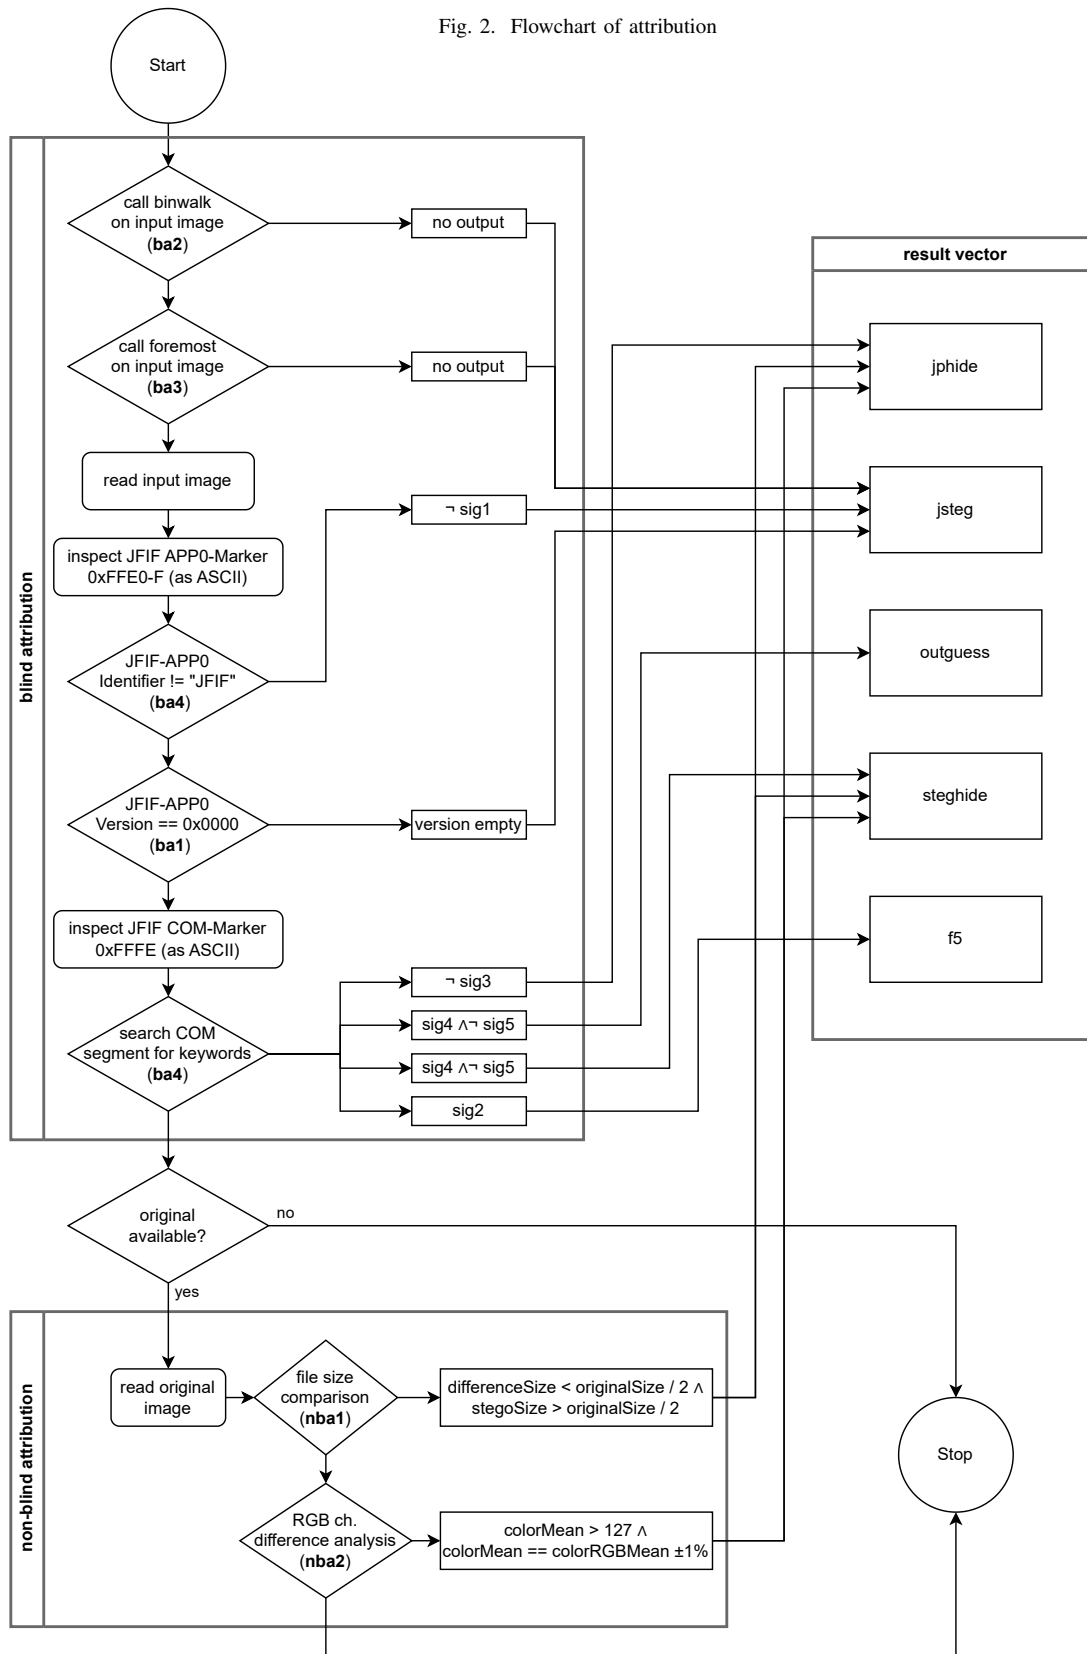 Fig. 2. Flowchart of attribution
Start
blind attribution
call binwalk
on input image
(ba2)
no output
call foremost
on input image
(ba3)
no output
read input image
inspect JFIF APP0-Marker
0xFFE0-F (as ASCII)
JFIF-APP0
Identifier != "JFIF"
(ba4)
¬ sig1
JFIF-APP0
Version == 0x0000
(ba1)
version empty
inspect JFIF COM-Marker
0xFFFE (as ASCII)
search COM
segment for keywords
(ba4)
¬ sig3
sig4 ∧¬ sig5
sig4 ∧¬ sig5
sig2
result vector
jphide
jsteg
outguess
steghide
f5
original
available?
no
yes
non-blind attribution
read original
image
file size
comparison
(nba1)
differenceSize < originalSize / 2 ∧
stegoSize > originalSize / 2
RGB ch.
difference analysis
(nba2)
colorMean > 127 ∧
colorMean == colorRGBMean ±1%
Stop